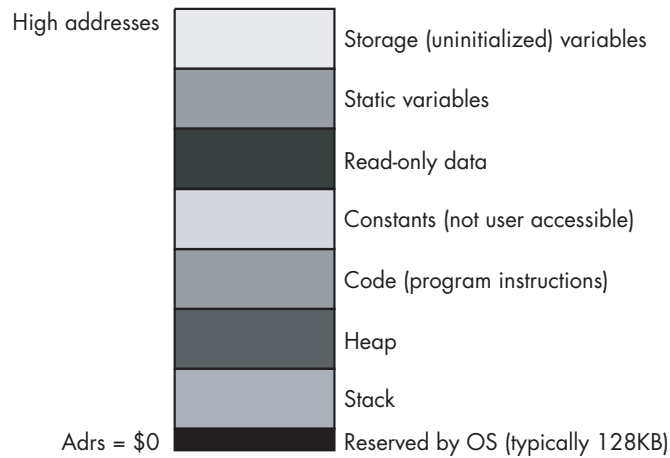 High addresses
Storage (uninitialized) variables
Static variables
Read-only data
Constants (not user accessible)
Code (program instructions)
Heap
Stack
Adrs = $0
Reserved by OS (typically 128KB)